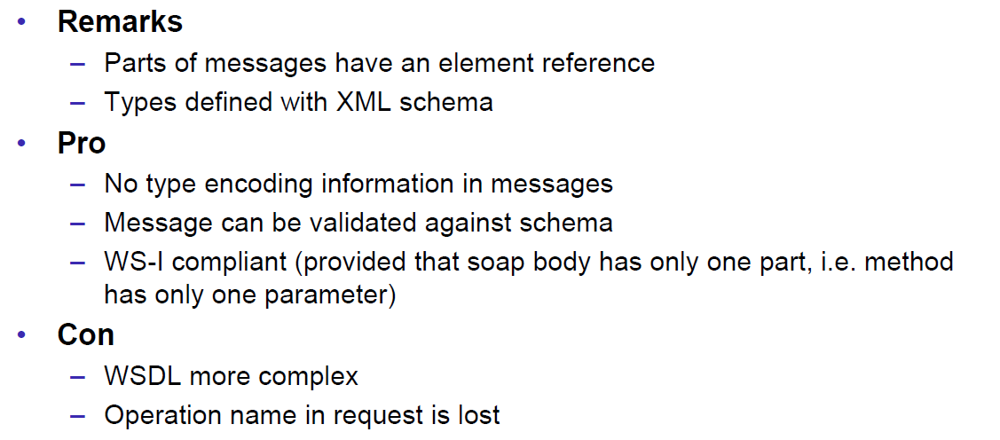 • Remarks
– Parts of messages have an element reference
– Types defined with XML schema
• Pro
– No type encoding information in messages
– Message can be validated against schema
– WS-I compliant (provided that soap body has only one part, i.e. method
has only one parameter)
• Con
– WSDL more complex
– Operation name in request is lost